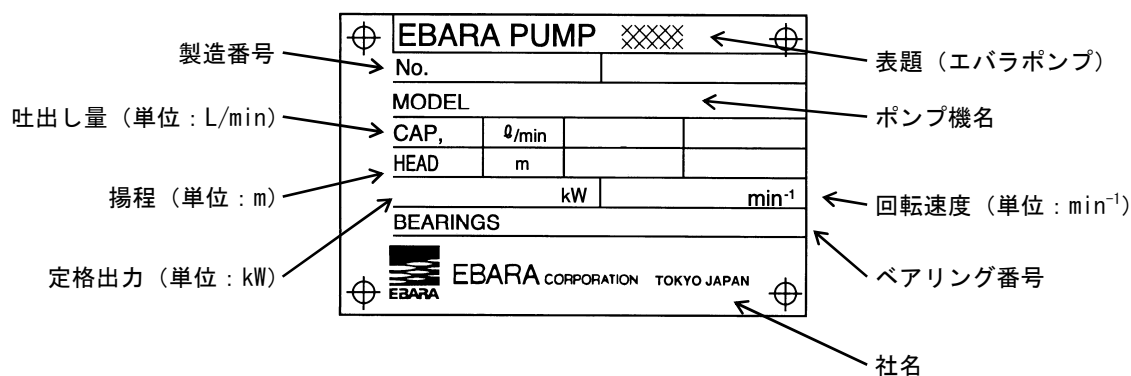 製造番号
吐出し量（単位：L/min）
揚程（単位：m）
定格出力（単位：kW）
EBARA PUMP XXXXX
No.
MODEL
CAP, ℓ/min
HEAD m
kW min⁻¹
BEARINGS
EBARA
EBARA CORPORATION TOKYO JAPAN
表題（エバラポンプ）
ポンプ機名
回転速度（単位：min⁻¹）
ベアリング番号
社名